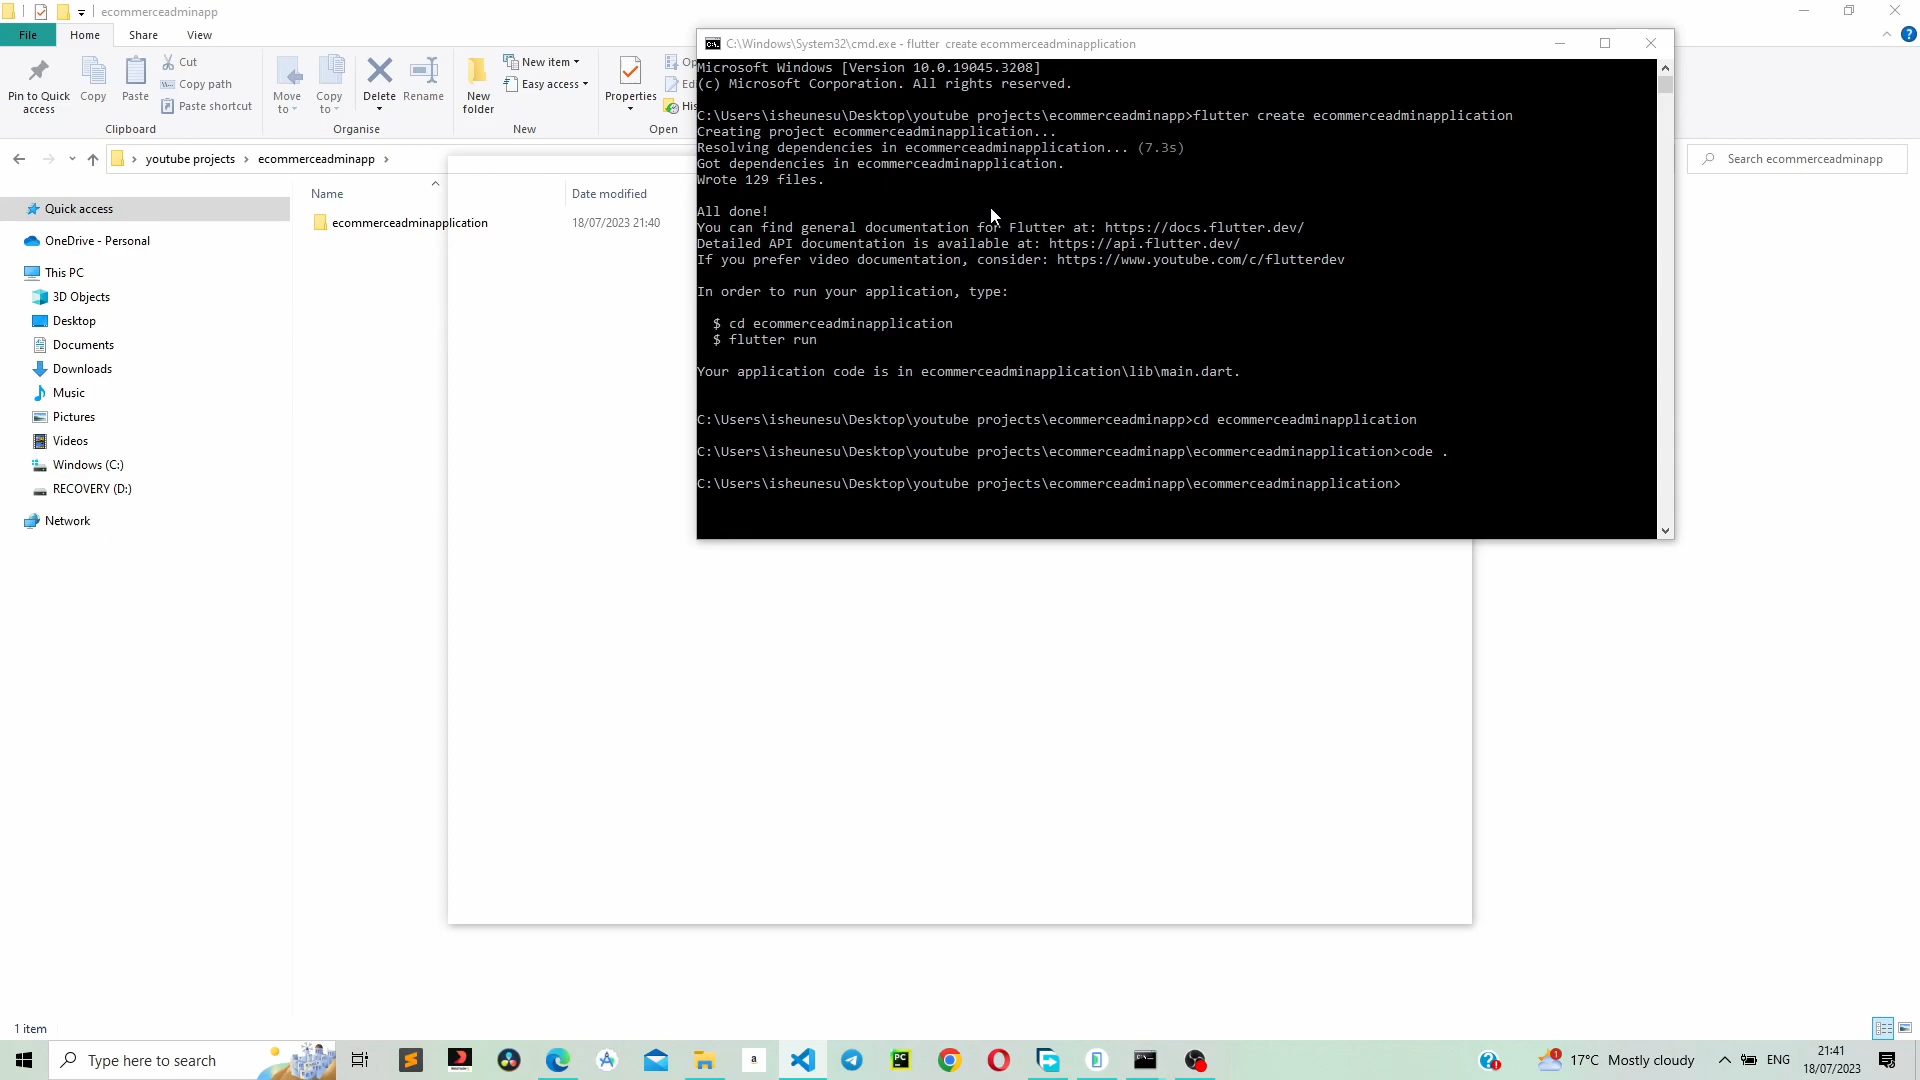 ecommerceadminapp
File
Home
Share
View
Pin to Quick access
Copy
Paste
Cut
Copy path
Paste shortcut
Clipboard
Move to
Copy to
Delete
Rename
Organise
New folder
New item
Easy access
New
Properties
Op
Edi
His
Open
youtube projects
ecommerceadminapp
Search ecommerceadminapp
Quick access
OneDrive - Personal
This PC
3D Objects
Desktop
Documents
Downloads
Music
Pictures
Videos
Windows (C:)
RECOVERY (D:)
Network
Name
Date modified
ecommerceadminapplication
18/07/2023 21:40
C:\Windows\System32\cmd.exe - flutter  create ecommerceadminapplication
Microsoft Windows [Version 10.0.19045.3208]
(c) Microsoft Corporation. All rights reserved.
C:\Users\isheunesu\Desktop\youtube projects\ecommerceadminapp>flutter create ecommerceadminapplication
Creating project ecommerceadminapplication...
Resolving dependencies in ecommerceadminapplication... (7.3s)
Got dependencies in ecommerceadminapplication.
Wrote 129 files.
All done!
You can find general documentation for Flutter at: https://docs.flutter.dev/
Detailed API documentation is available at: https://api.flutter.dev/
If you prefer video documentation, consider: https://www.youtube.com/c/flutterdev
In order to run your application, type:
$ cd ecommerceadminapplication
$ flutter run
Your application code is in ecommerceadminapplication\lib\main.dart.
C:\Users\isheunesu\Desktop\youtube projects\ecommerceadminapp>cd ecommerceadminapplication
C:\Users\isheunesu\Desktop\youtube projects\ecommerceadminapp\ecommerceadminapplication>code .
C:\Users\isheunesu\Desktop\youtube projects\ecommerceadminapp\ecommerceadminapplication>
1 item
Type here to search
a
PC
1
17°C Mostly cloudy
ENG
21:41
18/07/2023